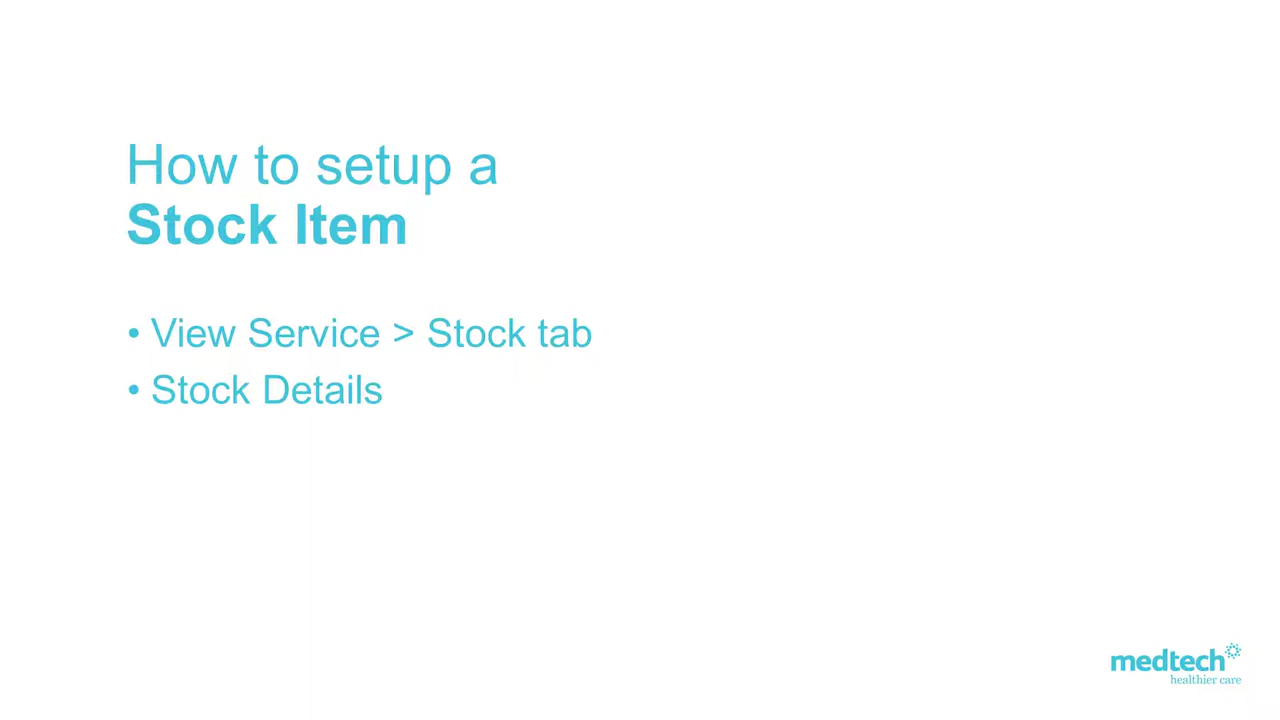 How to setup a
Stock Item
• View Service > Stock tab
• Stock Details
medtech
healthier care